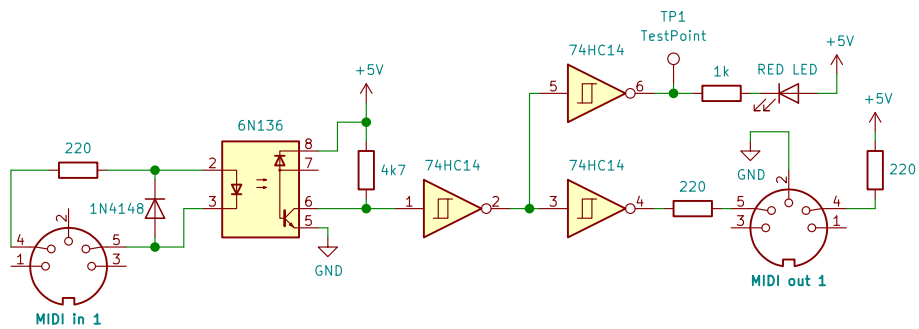 TP1
TestPoint
74HC14
+5V
RED LED
1k
5
6
+5V
6N136
220
2
3
8
7
6
5
4k7
74HC14
1
2
74HC14
3
4
220
+5V
220
GND
1N4148
GND
2
4
5
1
3
MIDI in 1
2
5
4
3
1
MIDI out 1